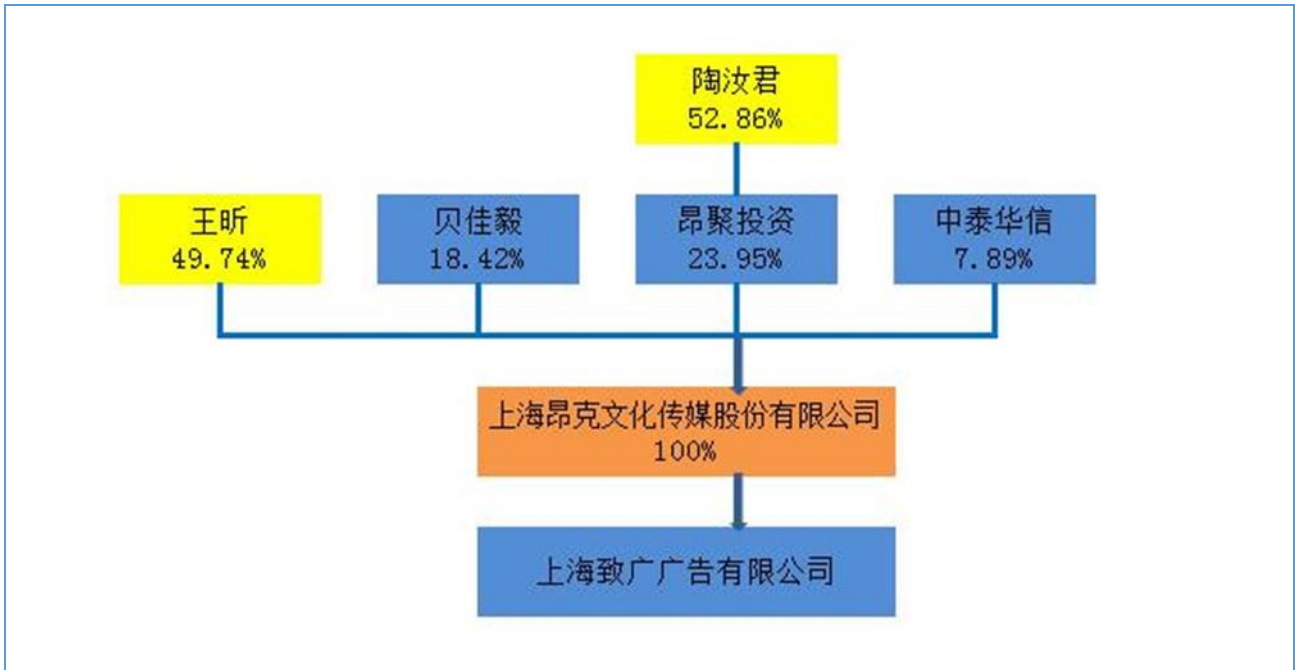 陶汝君
52.86%
王昕
49.74%
贝佳毅
18.42%
昂聚投资
23.95%
中泰华信
7.89%
上海昂克文化传媒股份有限公司
100%
上海致广广告有限公司